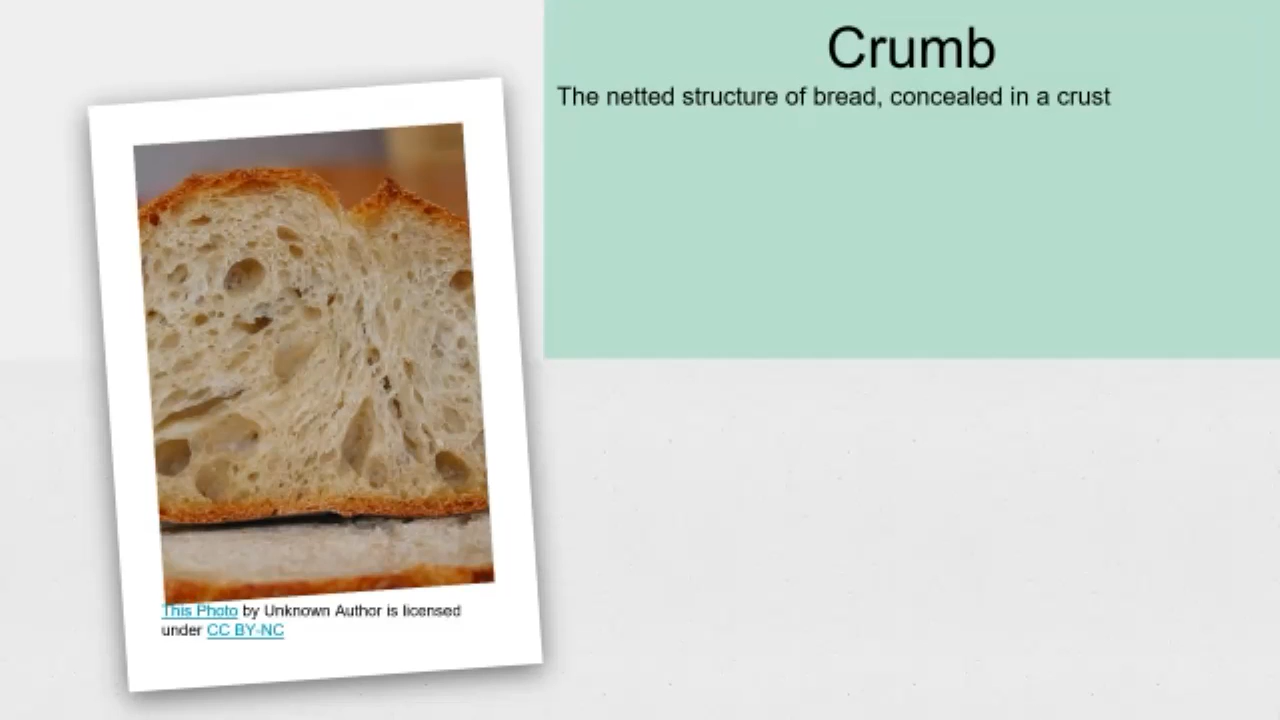 Crumb
The netted structure of bread, concealed in a crust
This Photo by Unknown Author is licensed
under CC BY-NC